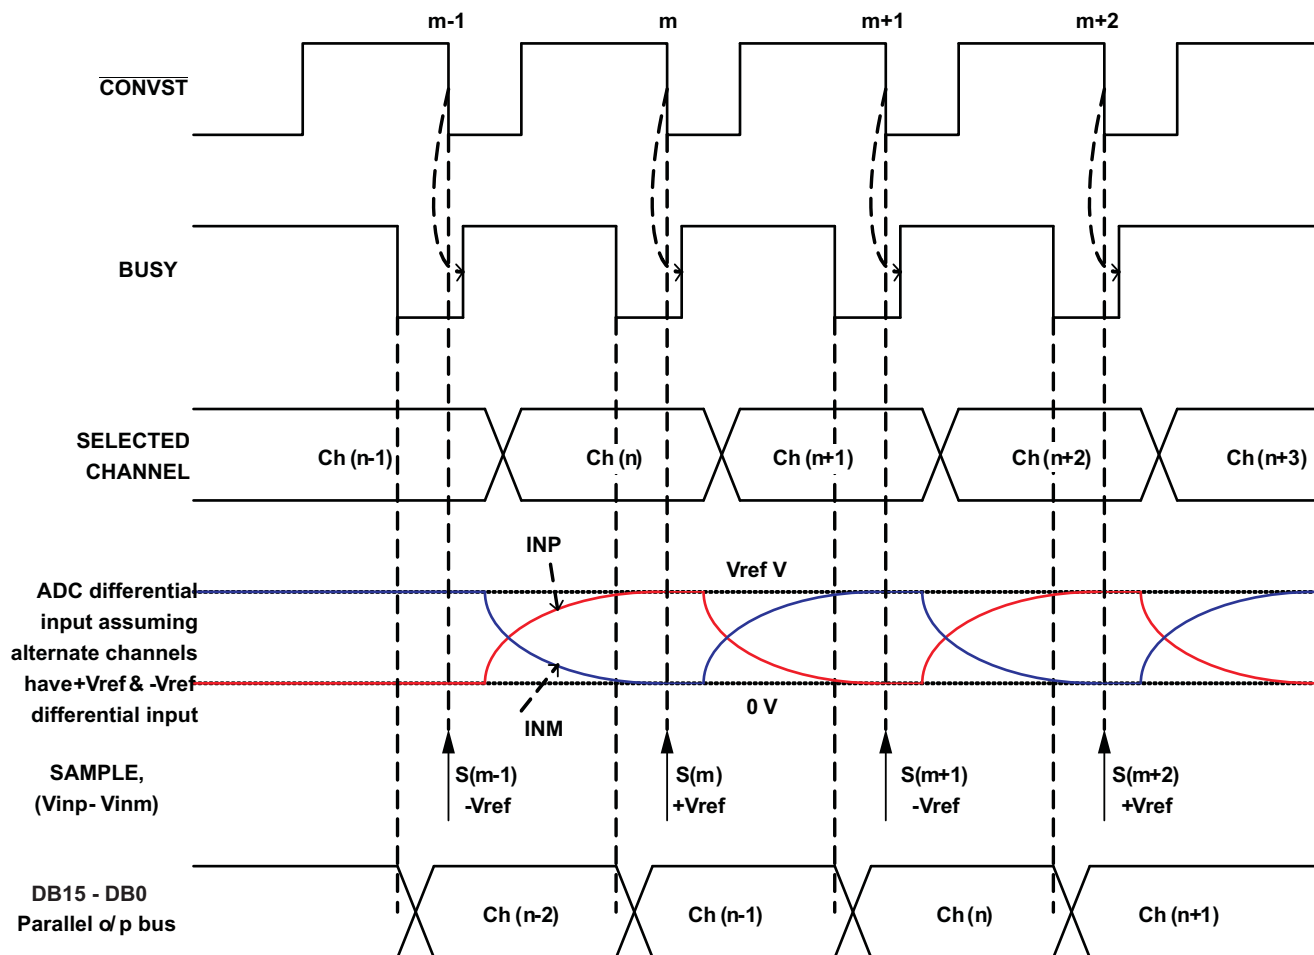 m-1 m m+1 m+2
CONVST
BUSY
SELECTED
CHANNEL
Ch (n-1) Ch (n) Ch (n+1) Ch (n+2) Ch (n+3)
INP
Vref V
ADC differential
input assuming
alternate channels
have+Vref & -Vref
differential input
INM
0 V
SAMPLE,
(Vinp- Vinm)
S(m-1)
-Vref
S(m)
+Vref
S(m+1)
-Vref
S(m+2)
+Vref
DB15 - DB0
Parallel o/p bus
Ch (n-2) Ch (n-1) Ch (n) Ch (n+1)